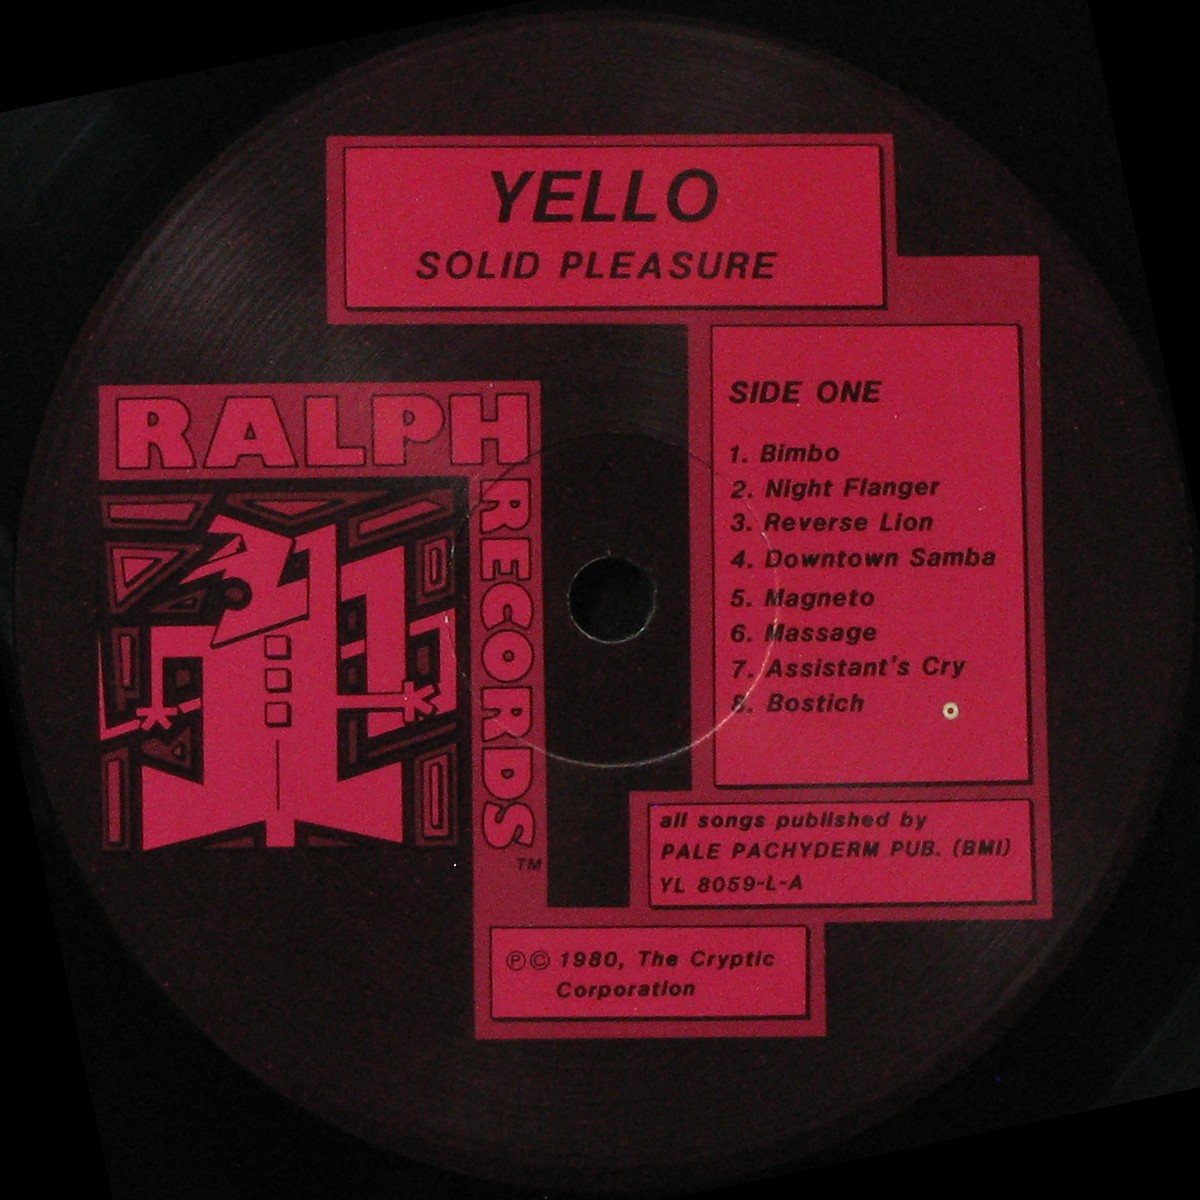 YELLO
SOLID PLEASURE
RALPH
RECORDS
TM
SIDE ONE
1. Bimbo
2. Night Flanger
3. Reverse Lion
4. Downtown Samba
5. Magneto
6. Massage
7. Assistant's Cry
8. Bostich
all songs published by
PALE PACHYDERM PUB. (BMI)
YL 8059-L-A
℗© 1980, The Cryptic
Corporation